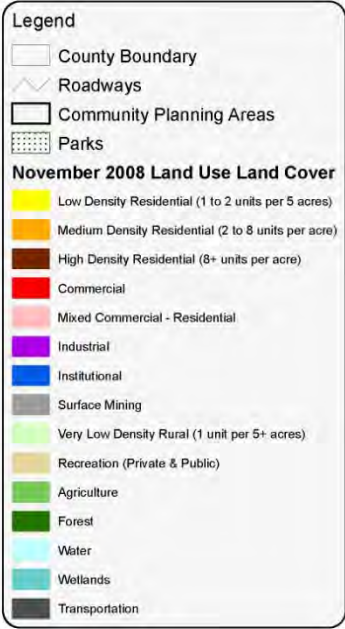 Legend
County Boundary
Roadways
Community Planning Areas
Parks
November 2008 Land Use Land Cover
Low Density Residential (1 to 2 units per 5 acres)
Medium Density Residential (2 to 8 units per acre)
High Density Residential (8+ units per acre)
Commercial
Mixed Commercial - Residential
Industrial
Institutional
Surface Mining
Very Low Density Rural (1 unit per 5+ acres)
Recreation (Private & Public)
Agriculture
Forest
Water
Wetlands
Transportation